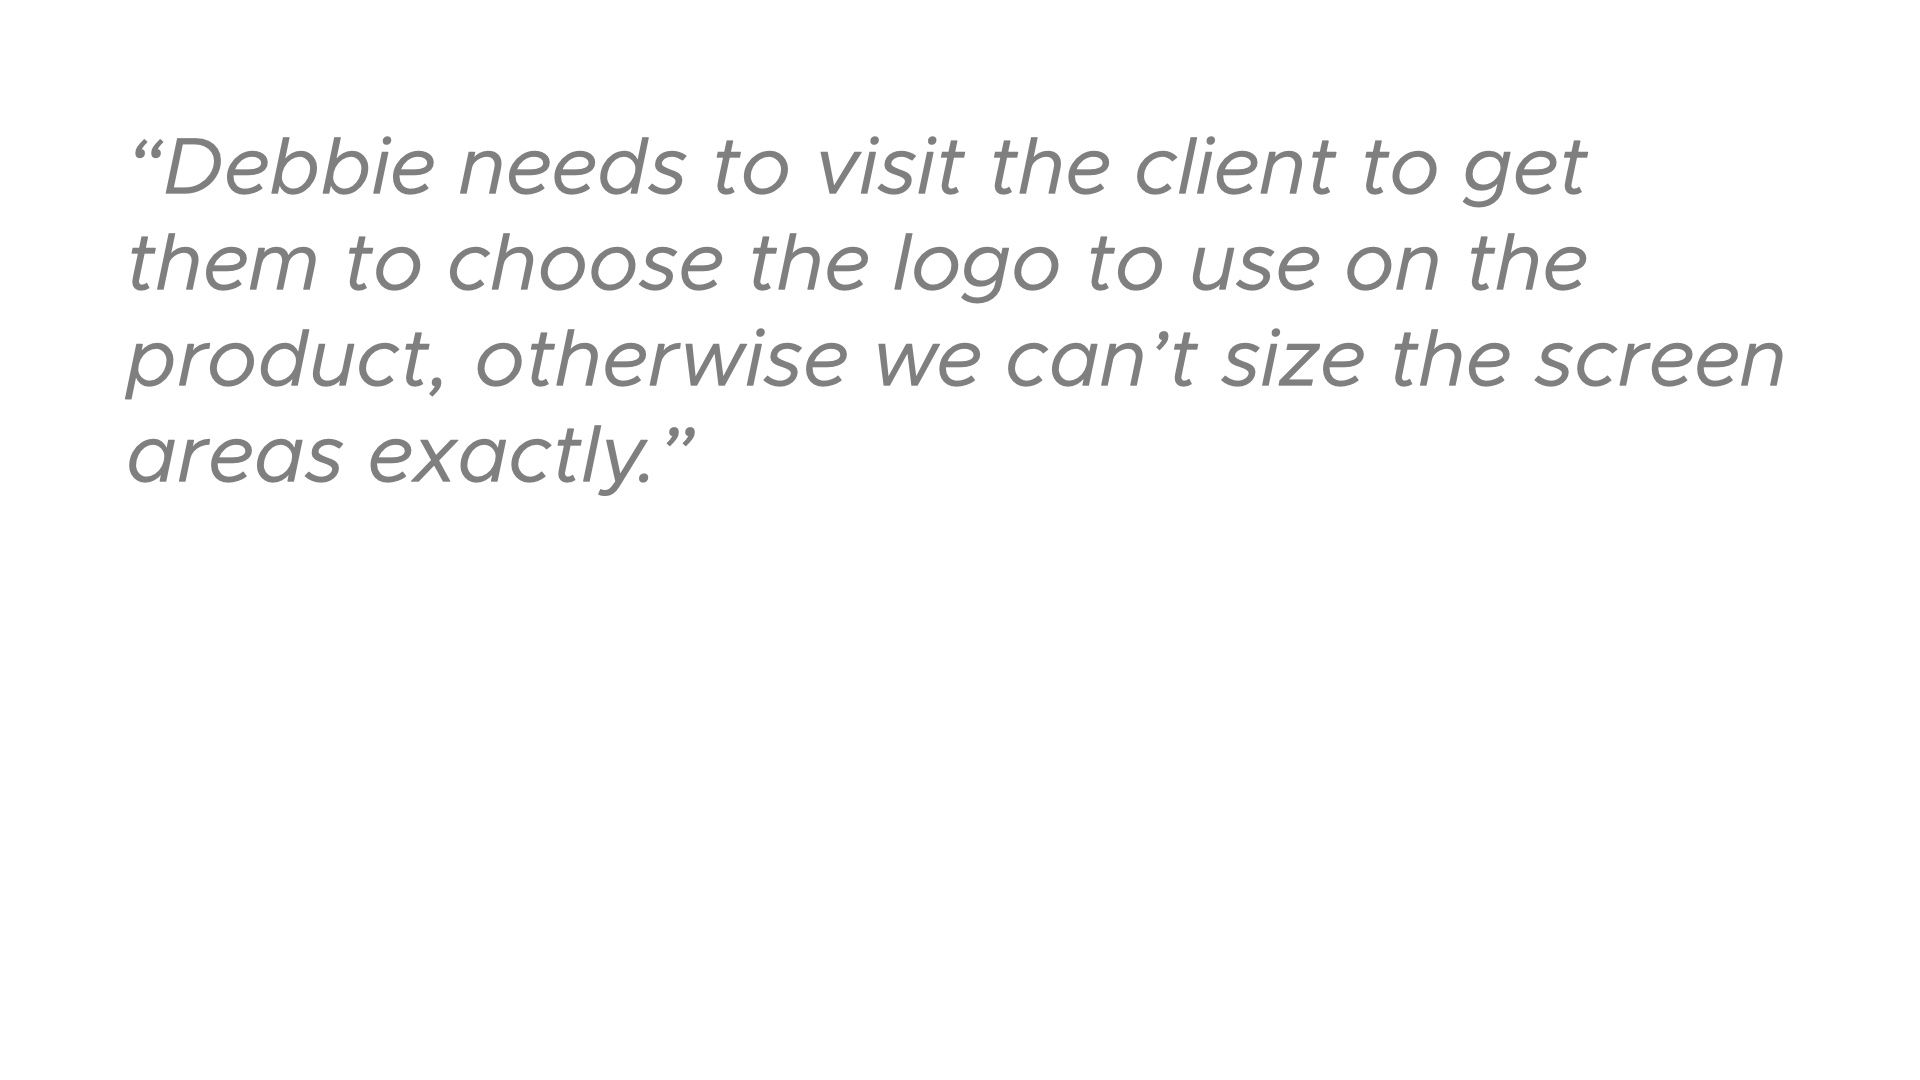 “Debbie needs to visit the client to get
them to choose the logo to use on the
product, otherwise we can’t size the screen
areas exactly.”